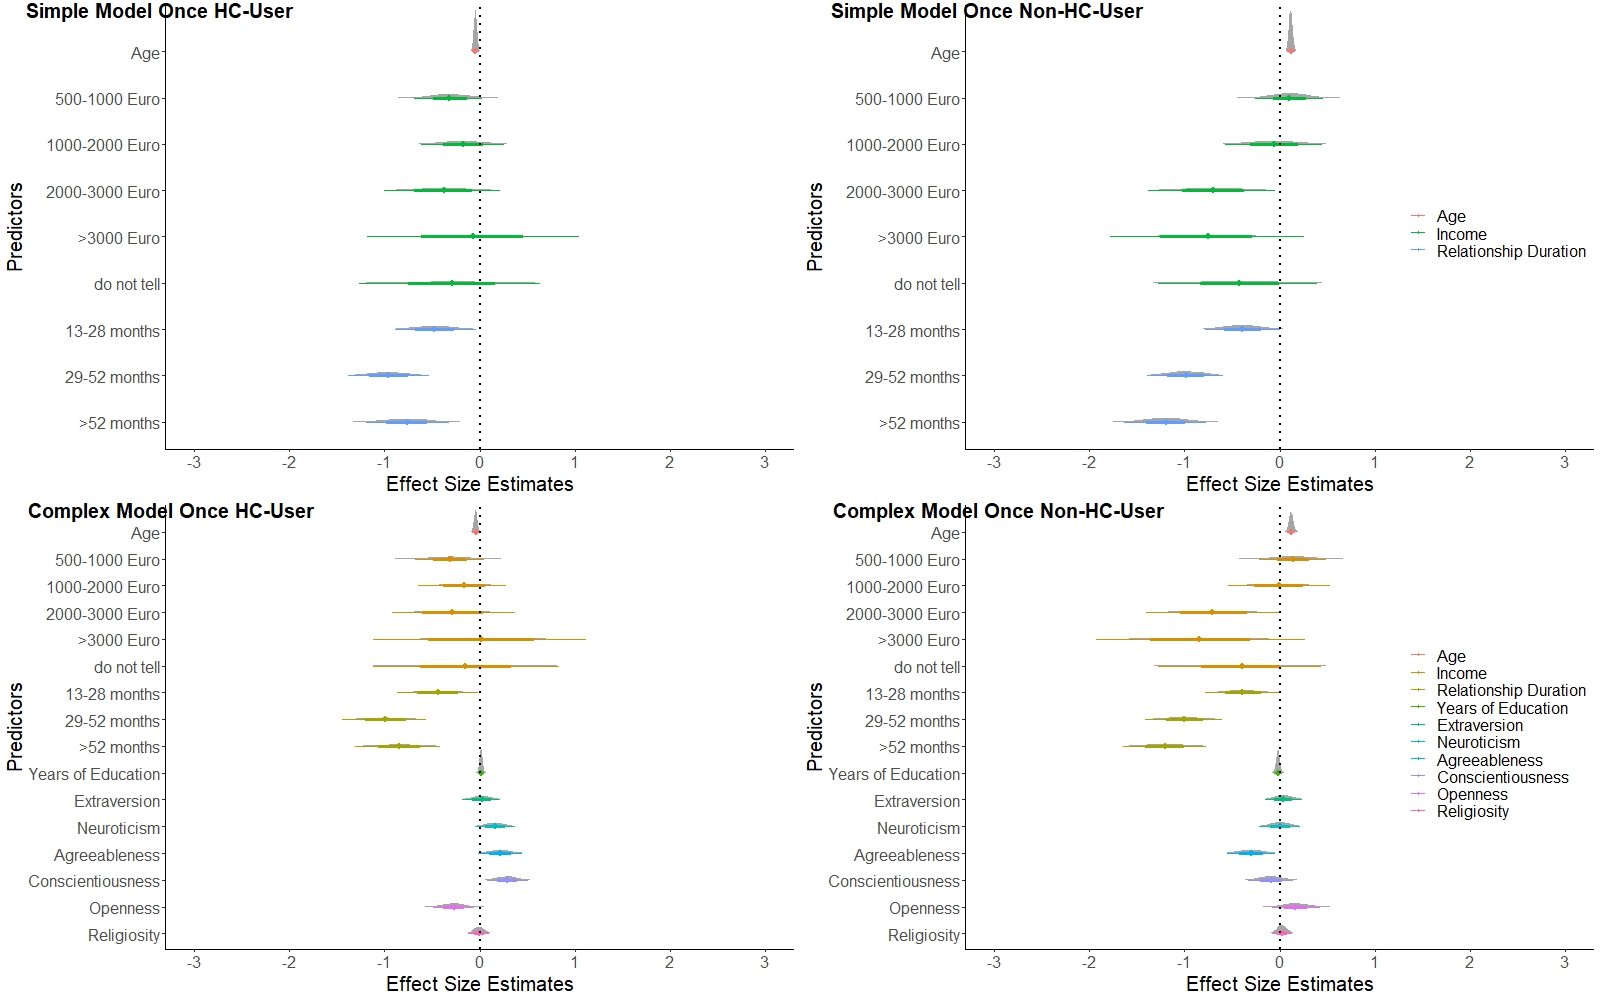 Simple Model Once HC-User
Predictors
Age
500-1000 Euro
1000-2000 Euro
2000-3000 Euro
>3000 Euro
do not tell
13-28 months
29-52 months
>52 months
-3 -2 -1 0 1 2 3
Effect Size Estimates
Simple Model Once Non-HC-User
Predictors
Age
500-1000 Euro
1000-2000 Euro
2000-3000 Euro
>3000 Euro
do not tell
13-28 months
29-52 months
>52 months
-3 -2 -1 0 1 2 3
Effect Size Estimates
Age
Income
Relationship Duration
Complex Model Once HC-User
Predictors
Age
500-1000 Euro
1000-2000 Euro
2000-3000 Euro
>3000 Euro
do not tell
13-28 months
29-52 months
>52 months
Years of Education
Extraversion
Neuroticism
Agreeableness
Conscientiousness
Openness
Religiosity
-3 -2 -1 0 1 2 3
Effect Size Estimates
Complex Model Once Non-HC-User
Predictors
Age
500-1000 Euro
1000-2000 Euro
2000-3000 Euro
>3000 Euro
do not tell
13-28 months
29-52 months
>52 months
Years of Education
Extraversion
Neuroticism
Agreeableness
Conscientiousness
Openness
Religiosity
-3 -2 -1 0 1 2 3
Effect Size Estimates
Age
Income
Relationship Duration
Years of Education
Extraversion
Neuroticism
Agreeableness
Conscientiousness
Openness
Religiosity